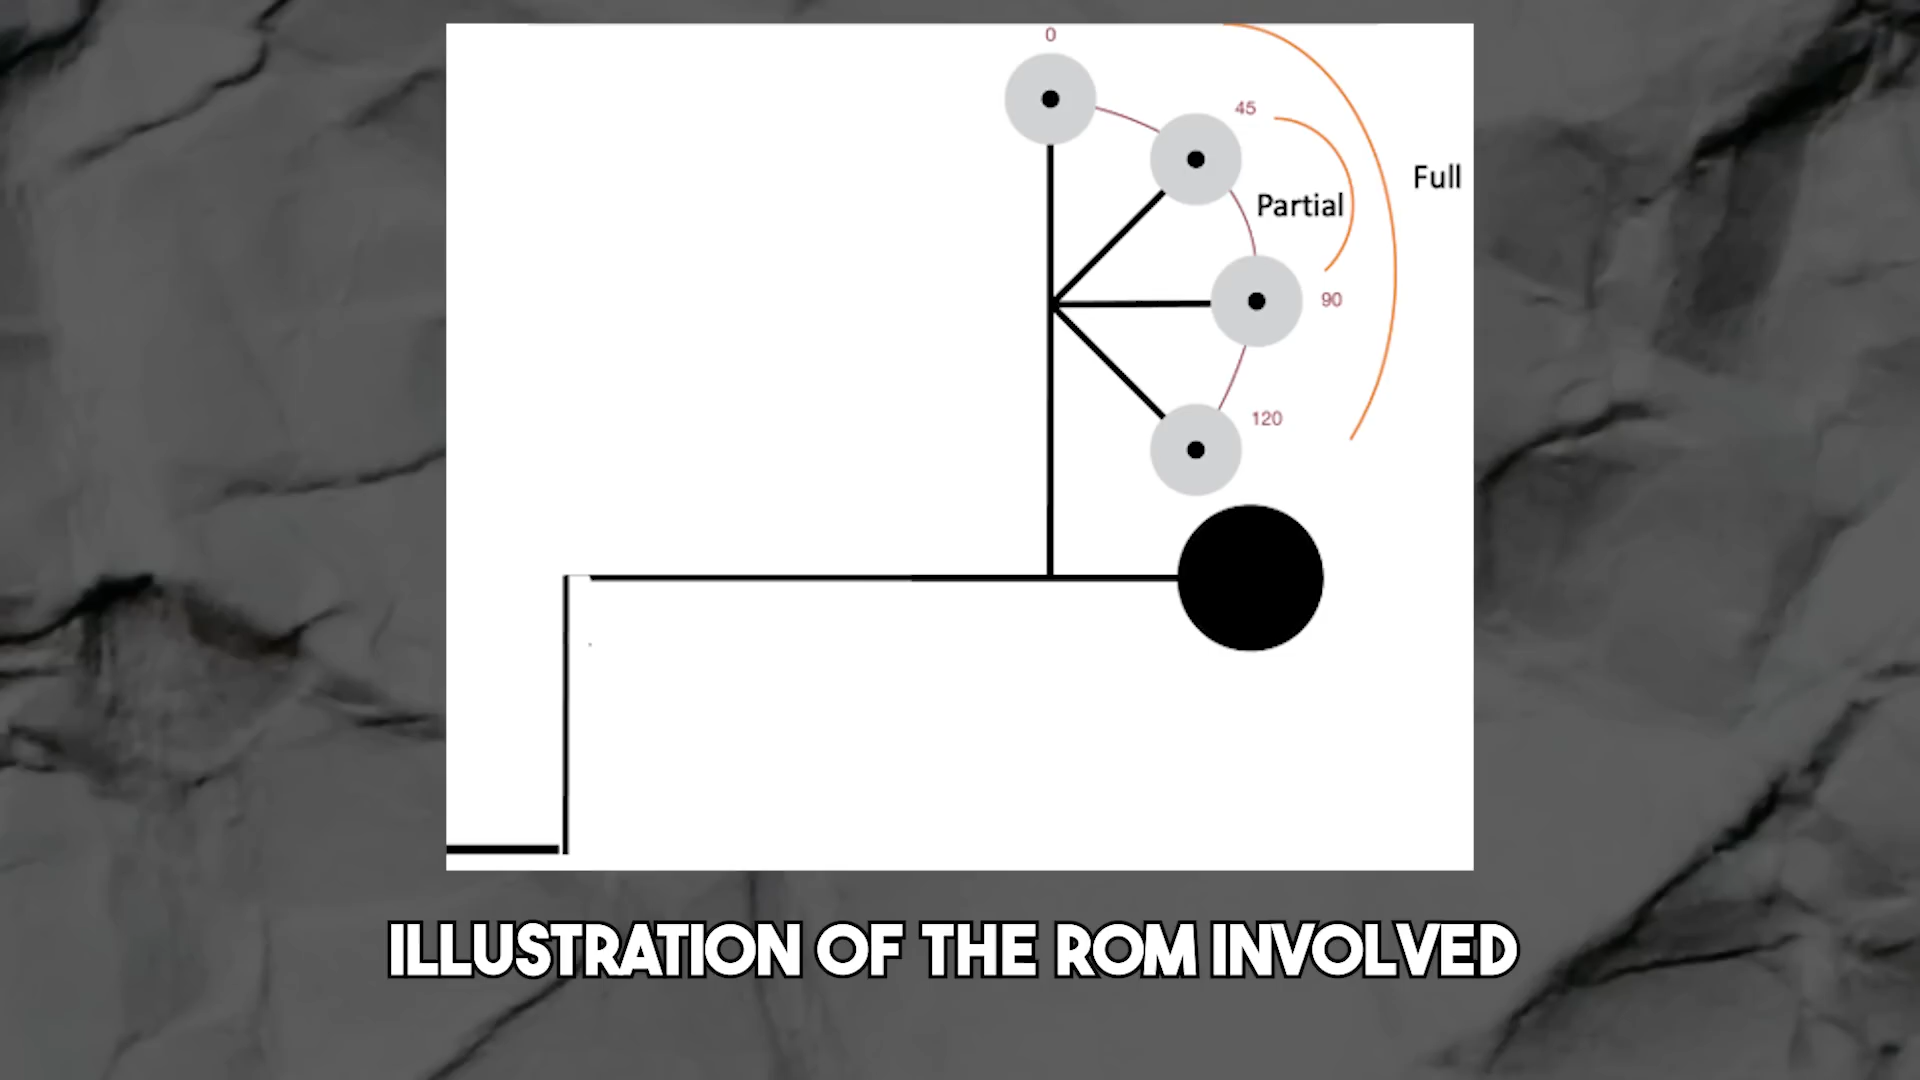 0
45
Full
Partial
90
120
ILLUSTRATION OF THE ROM INVOLVED